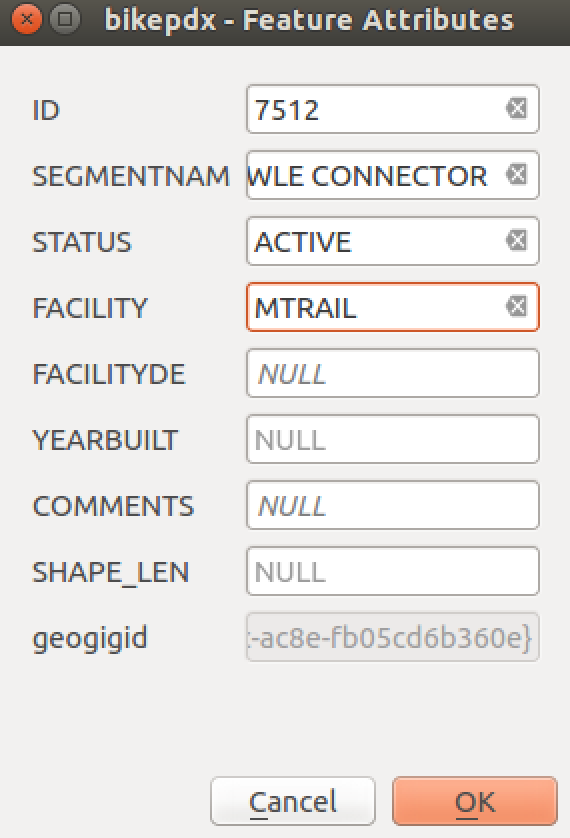 bikepdx - Feature Attributes
ID 7512
SEGMENTNAM WLE CONNECTOR
STATUS ACTIVE
FACILITY MTRAIL
FACILITYDE NULL
YEARBUILT NULL
COMMENTS NULL
SHAPE_LEN NULL
geogigid -ac8e-fb05cd6b360e}
Cancel OK